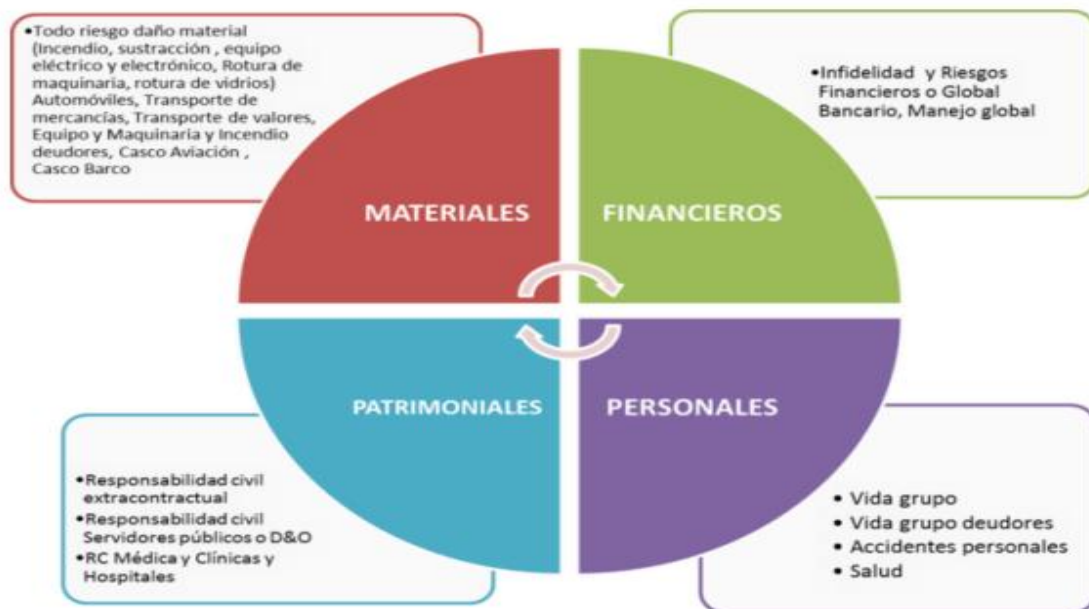 •Todo riesgo daño material
(Incendio, sustracción , equipo
eléctrico y electrónico, Rotura de
maquinaria, rotura de vidrios)
Automóviles, Transporte de
mercancías, Transporte de valores,
Equipo y Maquinaria y Incendio
deudores, Casco Aviación ,
Casco Barco
•Infidelidad y Riesgos
Financieros o Global
Bancario, Manejo global
MATERIALES
FINANCIEROS
PATRIMONIALES
PERSONALES
•Responsabilidad civil
extracontractual
•Responsabilidad civil
Servidores públicos o D&O
•RC Médica y Clínicas y
Hospitales
• Vida grupo
• Vida grupo deudores
• Accidentes personales
• Salud